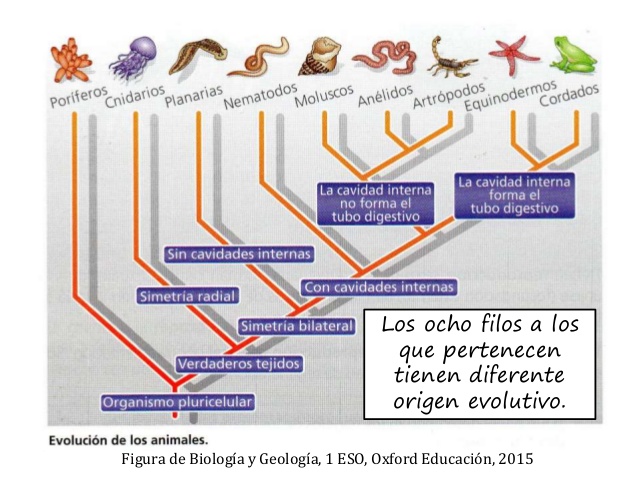 Poríferos
Cnidarios
Planarias
Nematodos
Moluscos
Anélidos
Artrópodos
Equinodermos
Cordados
La cavidad interna
no forma el
tubo digestivo
La cavidad interna
forma el
tubo digestivo
Sin cavidades internas
Con cavidades internas
Simetría radial
Simetría bilateral
Verdaderos tejidos
Organismo pluricelular
Los ocho filos a los
que pertenecen
tienen diferente
origen evolutivo.
Evolución de los animales.
Figura de Biología y Geología, 1 ESO, Oxford Educación, 2015